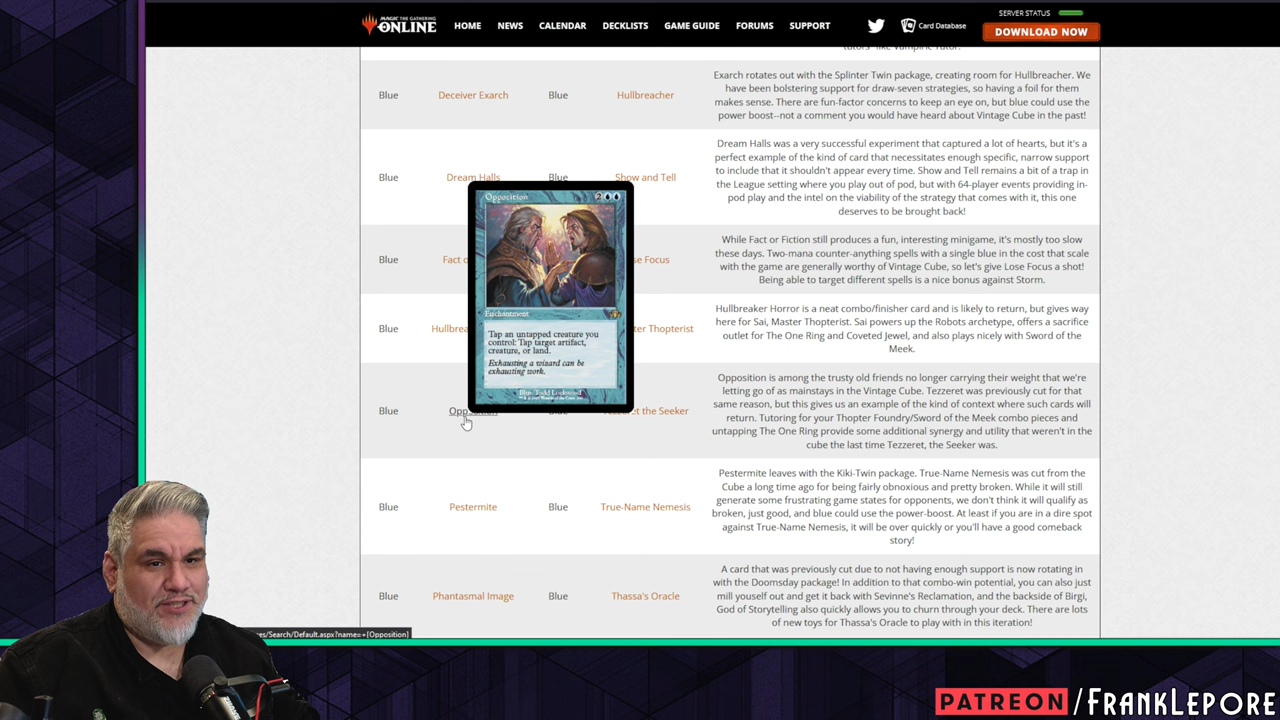 MAGIC THE GATHERING
ONLINE
HOME NEWS CALENDAR DECKLISTS GAME GUIDE FORUMS SUPPORT
Card Database
SERVER STATUS
DOWNLOAD NOW
tutors" like Vampiric Tutor.
Blue Deceiver Exarch Blue Hullbreacher
Exarch rotates out with the Splinter Twin package, creating room for Hullbreacher. We
have been bolstering support for draw-seven strategies, so having a foil for them
makes sense. There are fun-factor concerns to keep an eye on, but blue could use the
power boost--not a comment you would have heard about Vintage Cube in the past!
Blue Dream Halls Blue Show and Tell
Dream Halls was a very successful experiment that captured a lot of hearts, but it's a
perfect example of the kind of card that necessitates enough specific, narrow support
to include that it shouldn't appear every time. Show and Tell remains a bit of a trap in
the League setting where you play out of pod, but with 64-player events providing in-
pod play and the intel on the viability of the strategy that comes with it, this one
deserves to be brought back!
Blue Fact o se Focus
While Fact or Fiction still produces a fun, interesting minigame, it's mostly too slow
these days. Two-mana counter-anything spells with a single blue in the cost that scale
with the game are generally worthy of Vintage Cube, so let's give Lose Focus a shot!
Being able to target different spells is a nice bonus against Storm.
Blue Hullbrea ter Thopterist
Hullbreaker Horror is a neat combo/finisher card and is likely to return, but gives way
here for Sai, Master Thopterist. Sai powers up the Robots archetype, offers a sacrifice
outlet for The One Ring and Coveted Jewel, and also plays nicely with Sword of the
Meek.
Blue Opposition Blue Tezzeret the Seeker
Opposition is among the trusty old friends no longer carrying their weight that we're
letting go of as mainstays in the Vintage Cube. Tezzeret was previously cut for that
same reason, but this gives us an example of the kind of context where such cards will
return. Tutoring for your Thopter Foundry/Sword of the Meek combo pieces and
untapping The One Ring provide some additional synergy and utility that weren't in the
cube the last time Tezzeret, the Seeker was.
Blue Pestermite Blue True-Name Nemesis
Pestermite leaves with the Kiki-Twin package. True-Name Nemesis was cut from the
Cube a long time ago for being fairly obnoxious and pretty broken. While it will still
generate some frustrating game states for opponents, we don't think it will qualify as
broken, just good, and blue could use the power-boost. At least if you are in a dire spot
against True-Name Nemesis, it will be over quickly or you'll have a good comeback
story!
Blue Phantasmal Image Blue Thassa's Oracle
A card that was previously cut due to not having enough support is now rotating in
with the Doomsday package! In addition to that combo-win potential, you can also just
mill youself out and get it back with Sevinne's Reclamation, and the backside of Birgi,
God of Storytelling also quickly allows you to churn through your deck. There are lots
of new toys for Thassa's Oracle to play with in this iteration!
Opposition 2
Enchantment
Tap an untapped creature you
control: Tap target artifact,
creature, or land.
Exhausting a wizard can be
exhausting work.
Illus. Todd Lockwood
es/Search/Default.aspx?name=+[Opposition]
PATREON/FRANKLEPORE